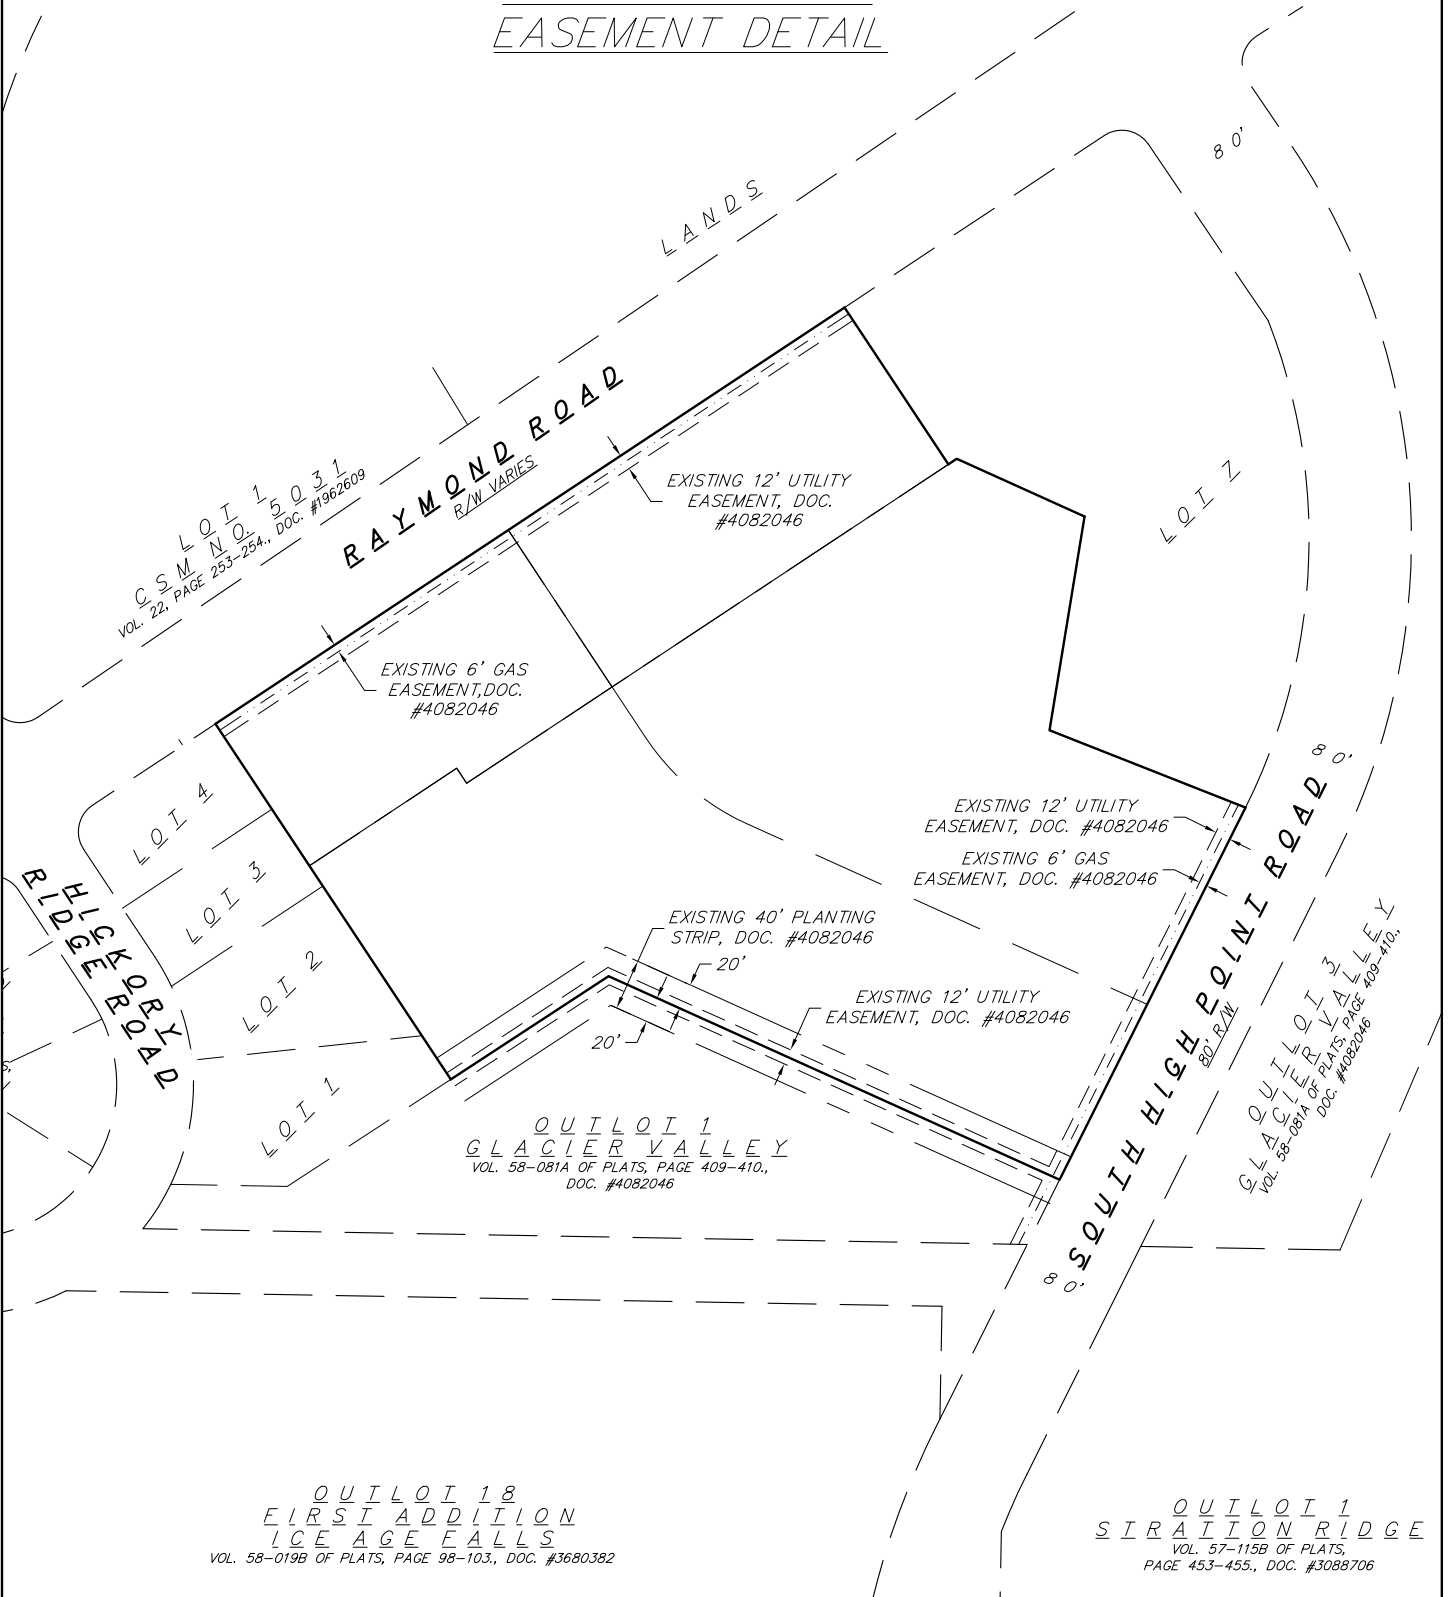 EASEMENT DETAIL
80'
LANDS
RAYMOND ROAD
R/W VARIES
LOT 1
CSM NO. 5031
VOL. 22, PAGE 253-254., DOC. #1962609
EXISTING 12' UTILITY
EASEMENT, DOC.
#4082046
LOT 7
EXISTING 6' GAS
EASEMENT,DOC.
#4082046
LOT 4
LOT 3
LOT 2
LOT 1
HICKORY
RIDGE ROAD
80'
EXISTING 12' UTILITY
EASEMENT, DOC. #4082046
EXISTING 6' GAS
EASEMENT, DOC. #4082046
EXISTING 40' PLANTING
STRIP, DOC. #4082046
20'
EXISTING 12' UTILITY
EASEMENT, DOC. #4082046
20'
SOUTH HIGH POINT ROAD
80' R/W
80'
OUTLOT 3
GLACIER VALLEY
VOL. 58-081A OF PLATS, PAGE 409-410.,
DOC. #4082046
OUTLOT 1
GLACIER VALLEY
VOL. 58-081A OF PLATS, PAGE 409-410.,
DOC. #4082046
OUTLOT 18
FIRST ADDITION
ICE AGE FALLS
VOL. 58-019B OF PLATS, PAGE 98-103., DOC. #3680382
OUTLOT 1
STRATTON RIDGE
VOL. 57-115B OF PLATS,
PAGE 453-455., DOC. #3088706